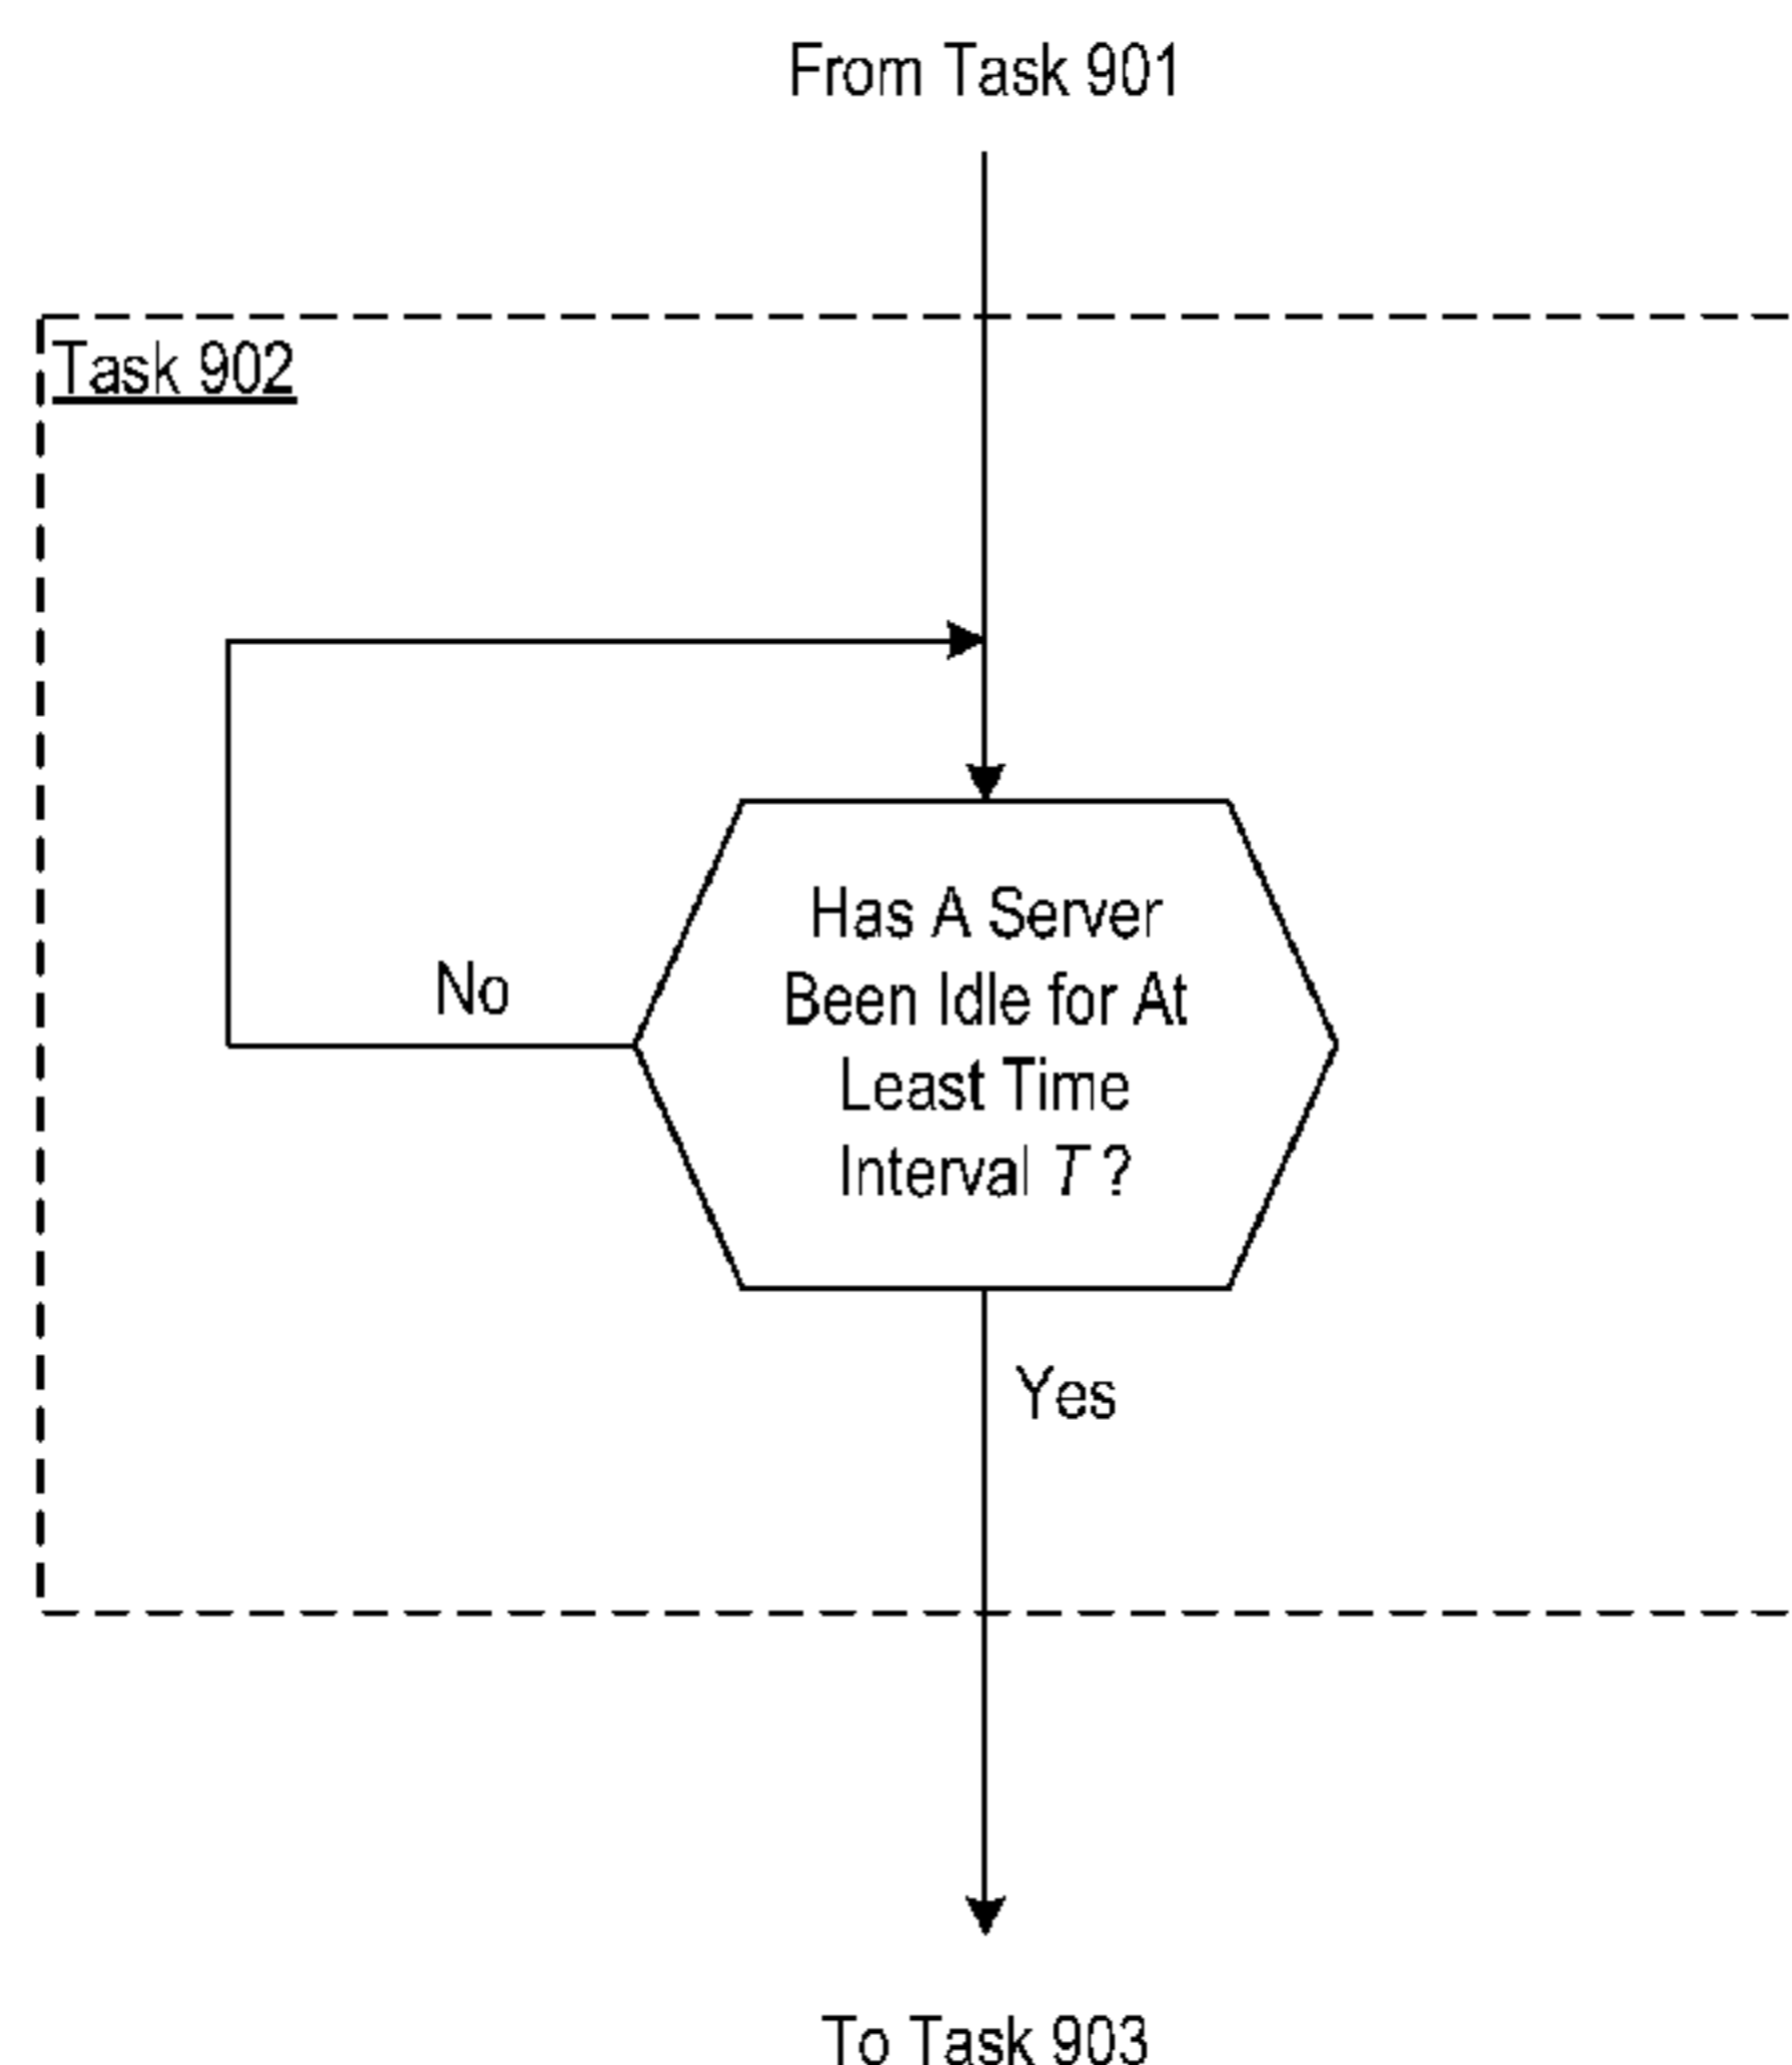 From Task 901
Task 902
Has A Server
Been Idle for At
Least Time
Interval T?
No
Yes
To Task 903